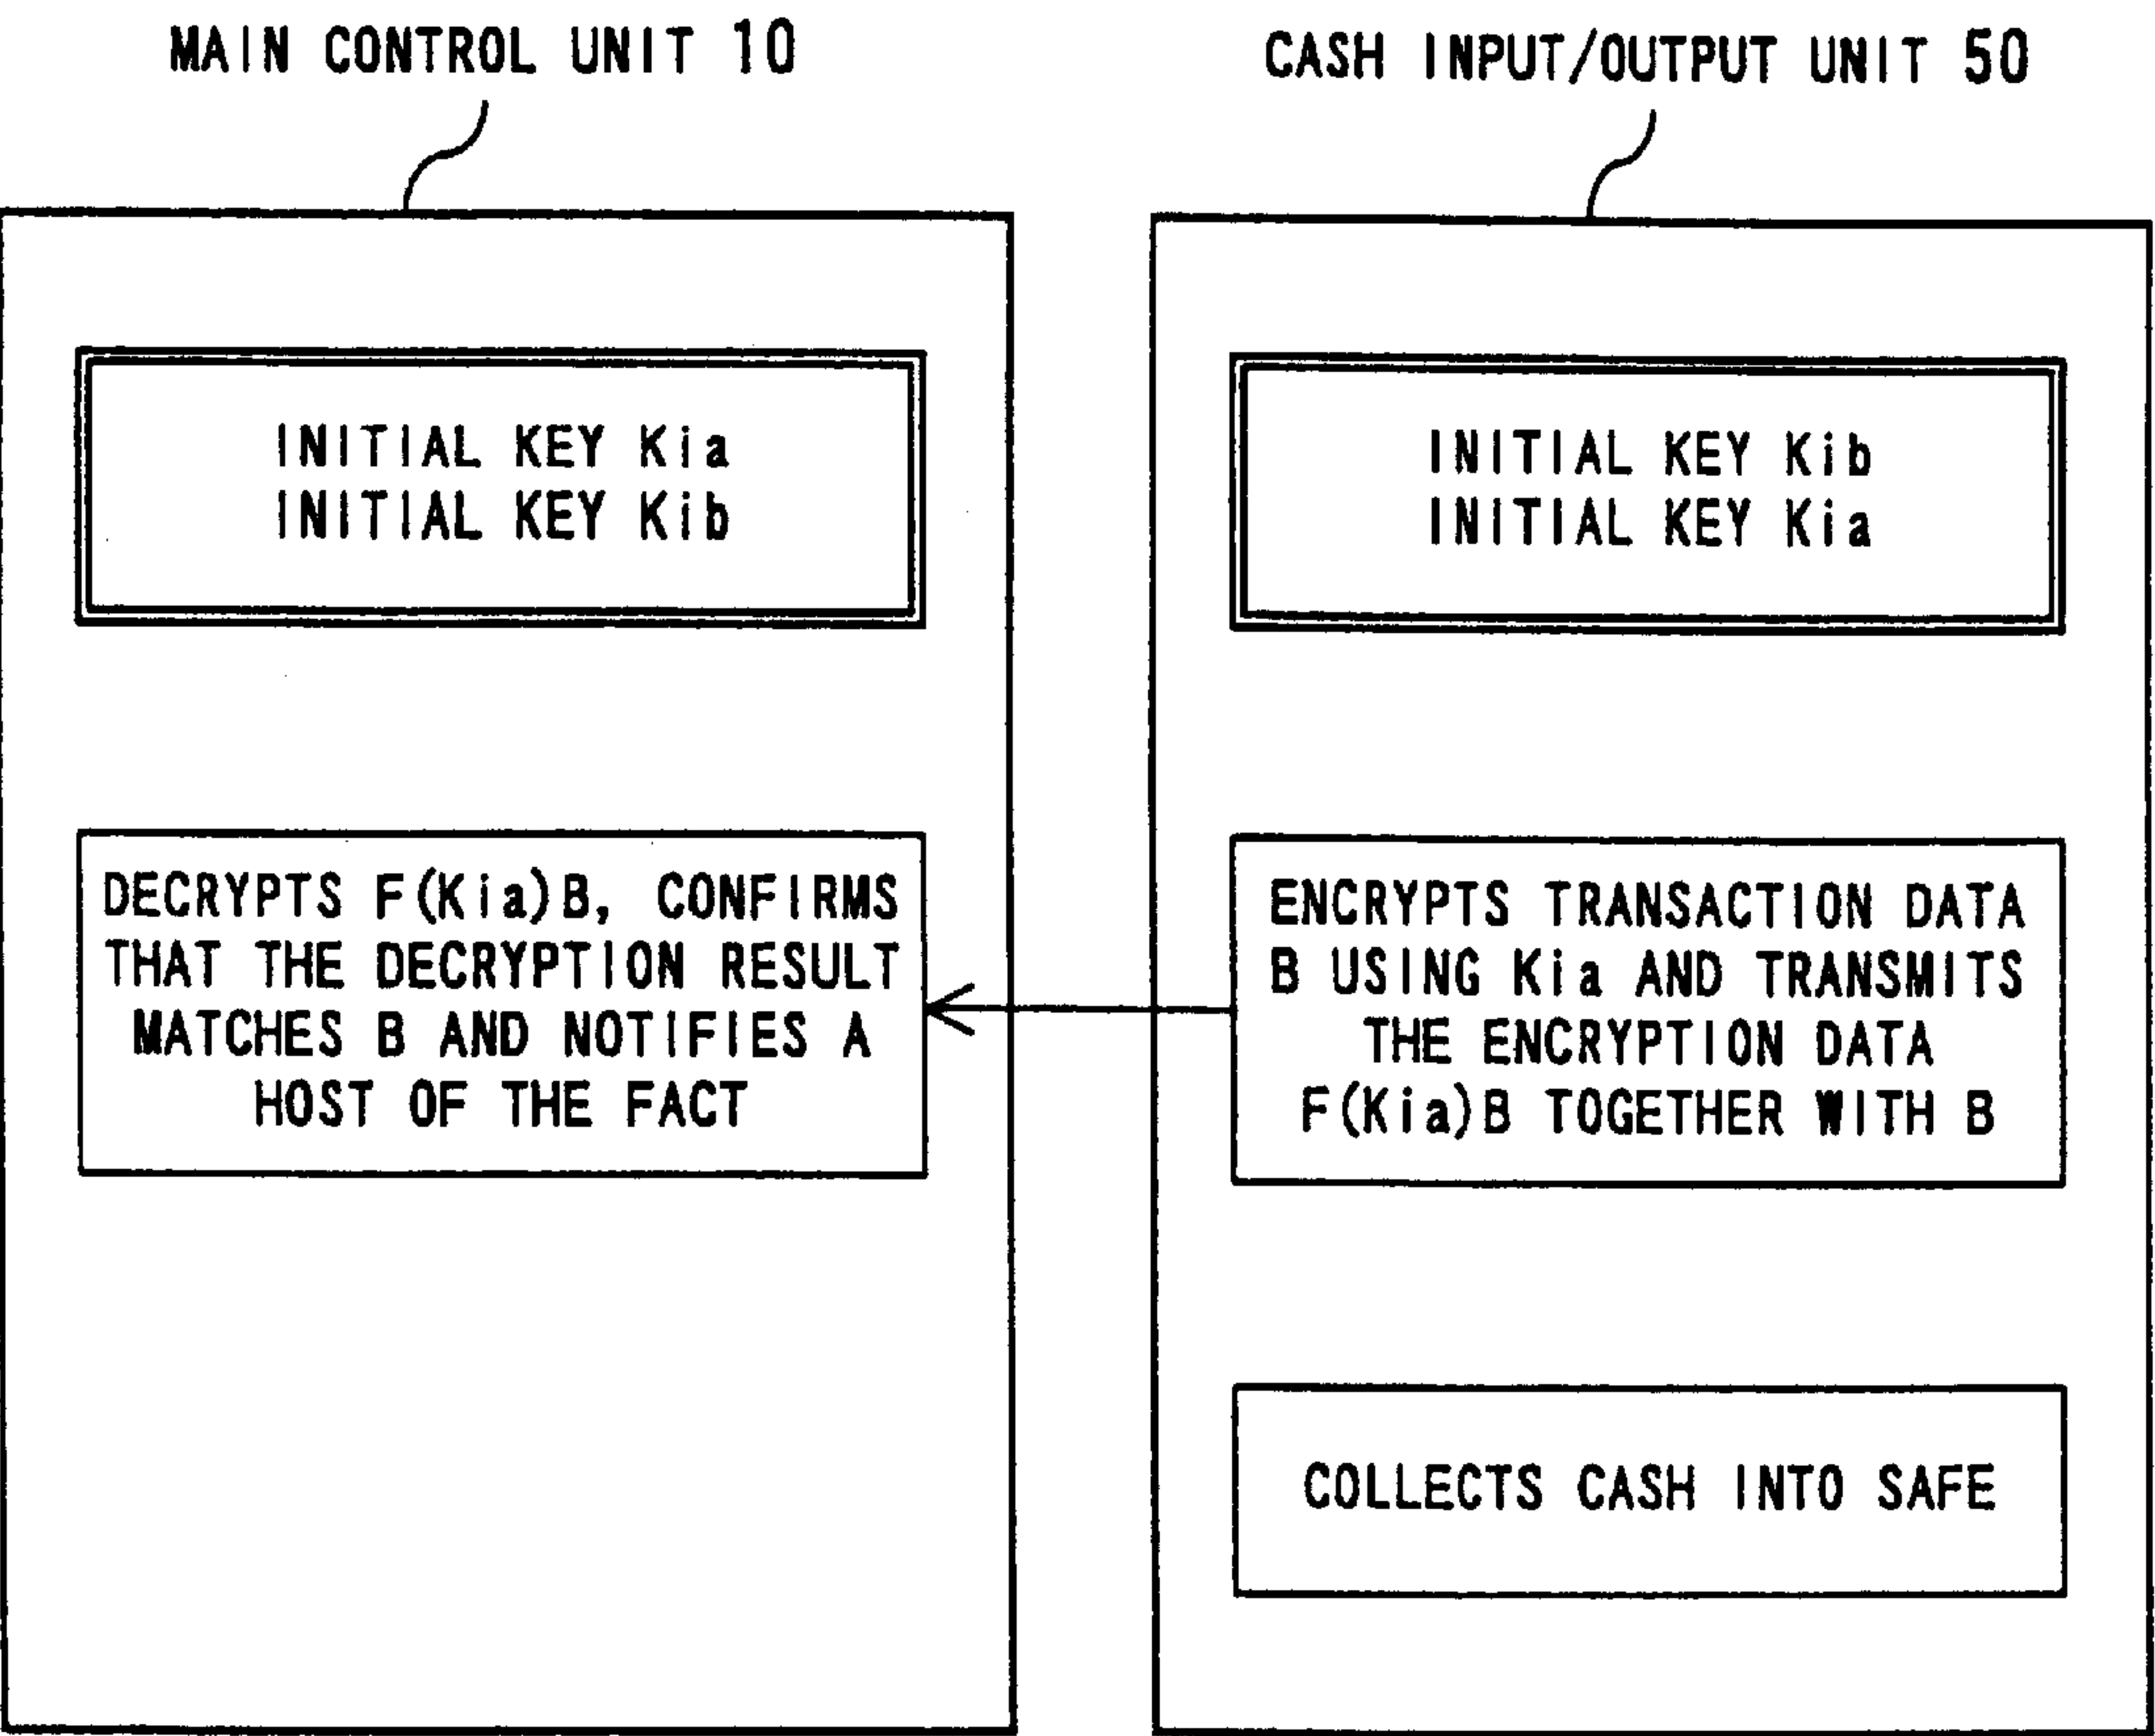 MAIN CONTROL UNIT 10
INITIAL KEY Kia
INITIAL KEY Kib
DECRYPTS F(Kia)B, CONFIRMS
THAT THE DECRYPTION RESULT
MATCHES B AND NOTIFIES A
HOST OF THE FACT
CASH INPUT/OUTPUT UNIT 50
INITIAL KEY Kib
INITIAL KEY Kia
ENCRYPTS TRANSACTION DATA
B USING Kia AND TRANSMITS
THE ENCRYPTION DATA
F(Kia)B TOGETHER WITH B
COLLECTS CASH INTO SAFE